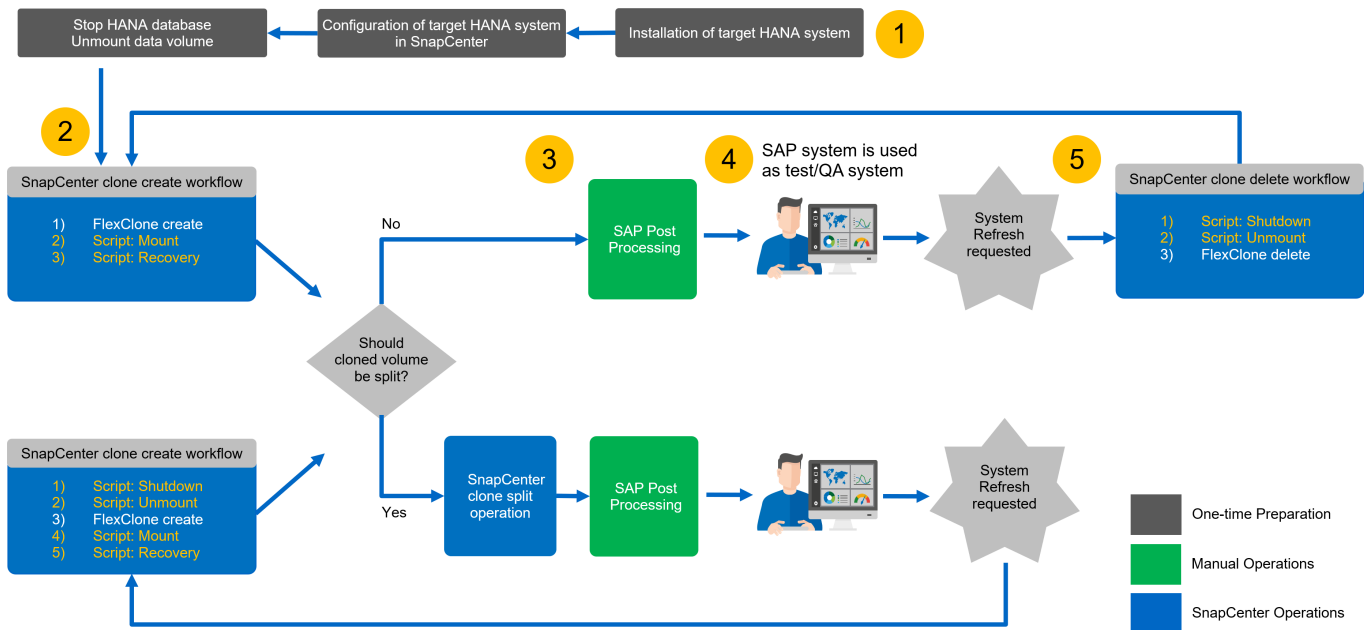 Stop HANA database
Unmount data volume
Configuration of target HANA system
in SnapCenter
Installation of target HANA system
1
2
SnapCenter clone create workflow
1) FlexClone create
2) Script: Mount
3) Script: Recovery
No
3
SAP Post
Processing
4
SAP system is used
as test/QA system
System
Refresh
requested
5
SnapCenter clone delete workflow
1) Script: Shutdown
2) Script: Unmount
3) FlexClone delete
Should
cloned volume
be split?
SnapCenter clone create workflow
1) Script: Shutdown
2) Script: Unmount
3) FlexClone create
4) Script: Mount
5) Script: Recovery
Yes
SnapCenter
clone split
operation
SAP Post
Processing
System
Refresh
requested
One-time Preparation
Manual Operations
SnapCenter Operations